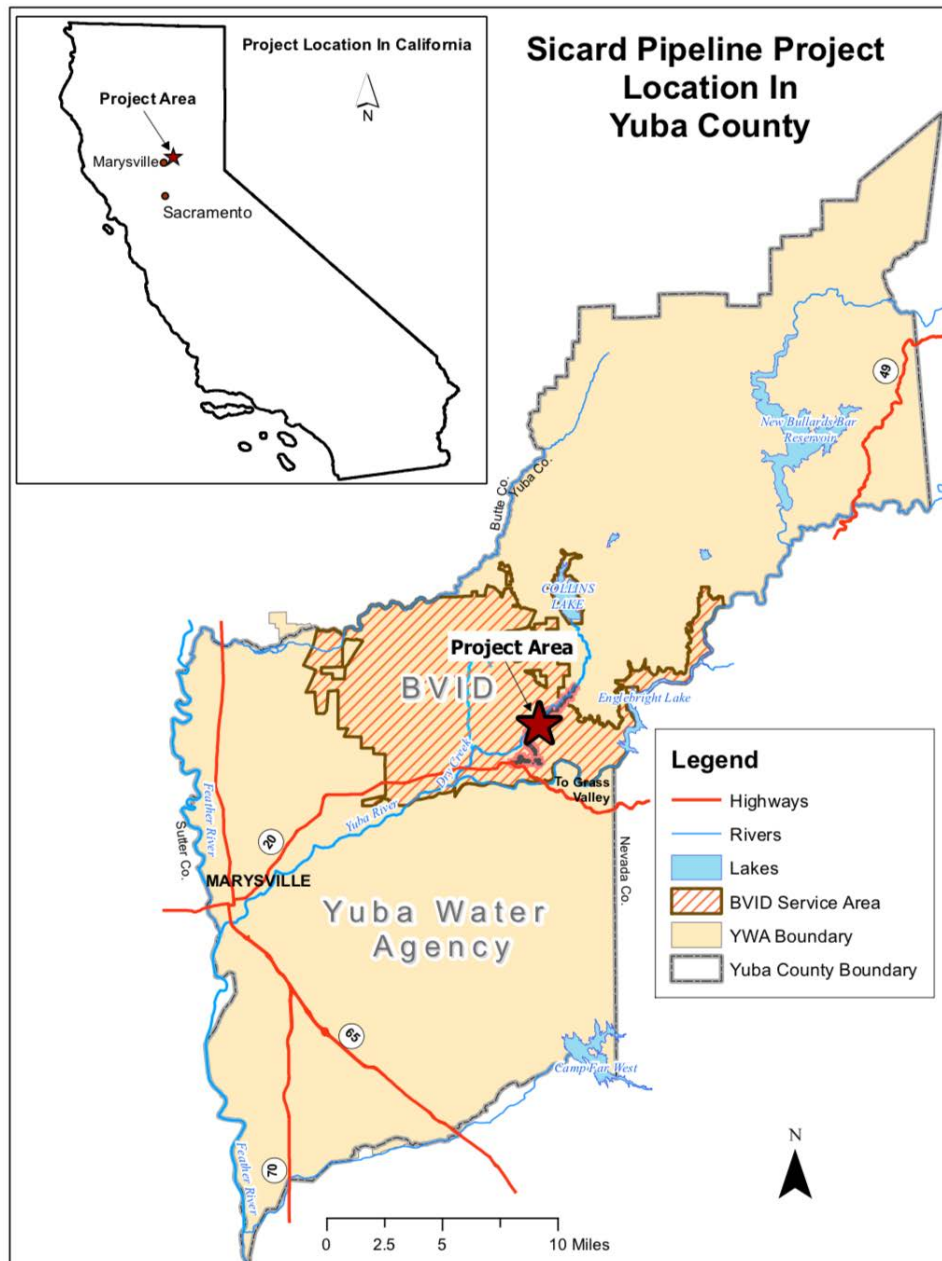 Project Location In California
Project Area
N
Marysville
Sacramento
Sicard Pipeline Project
Location In
Yuba County
49
New Bullards Bar
Reservoir
Butte Co.
Yuba Co.
COLLINS
LAKE
Project Area
BVID
Englebright Lake
Dry Creek
To Grass
Valley
Yuba River
Feather River
Sutter Co.
20
MARYSVILLE
Nevada Co.
Yuba Water
Agency
65
Camp Far West
70
Feather River
Legend
Highways
Rivers
Lakes
BVID Service Area
YWA Boundary
Yuba County Boundary
N
0 2.5 5 10 Miles